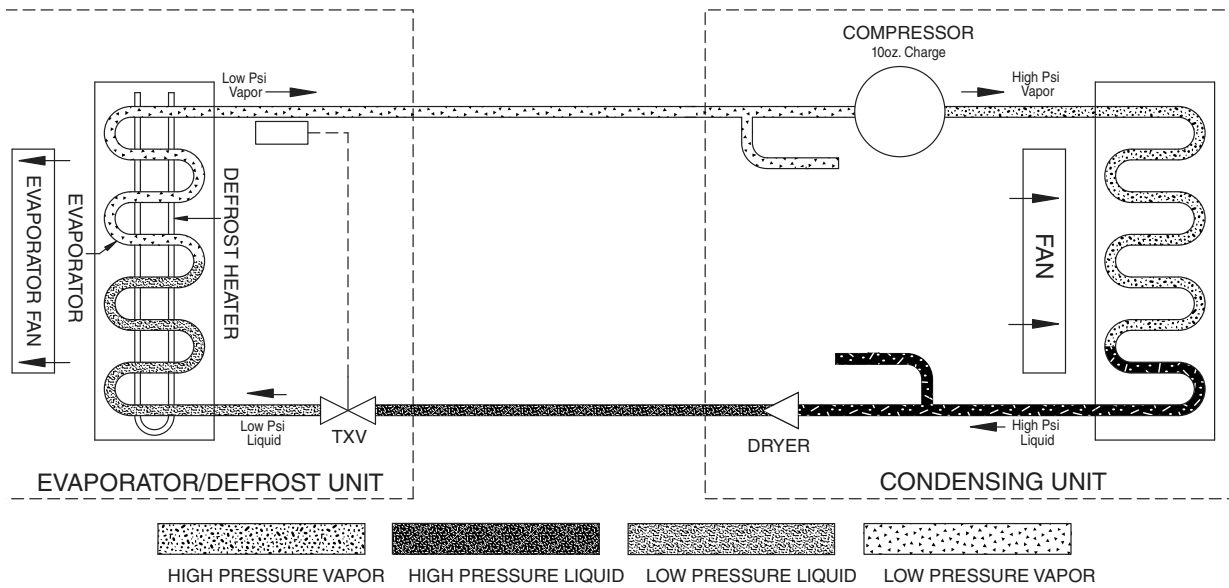 COMPRESSOR
10oz. Charge
Low Psi
Vapor
High Psi
Vapor
EVAPORATOR FAN
EVAPORATOR
DEFROST HEATER
FAN
Low Psi
Liquid
TXV
DRYER
High Psi
Liquid
EVAPORATOR/DEFROST UNIT
CONDENSING UNIT
HIGH PRESSURE VAPOR
HIGH PRESSURE LIQUID
LOW PRESSURE LIQUID
LOW PRESSURE VAPOR